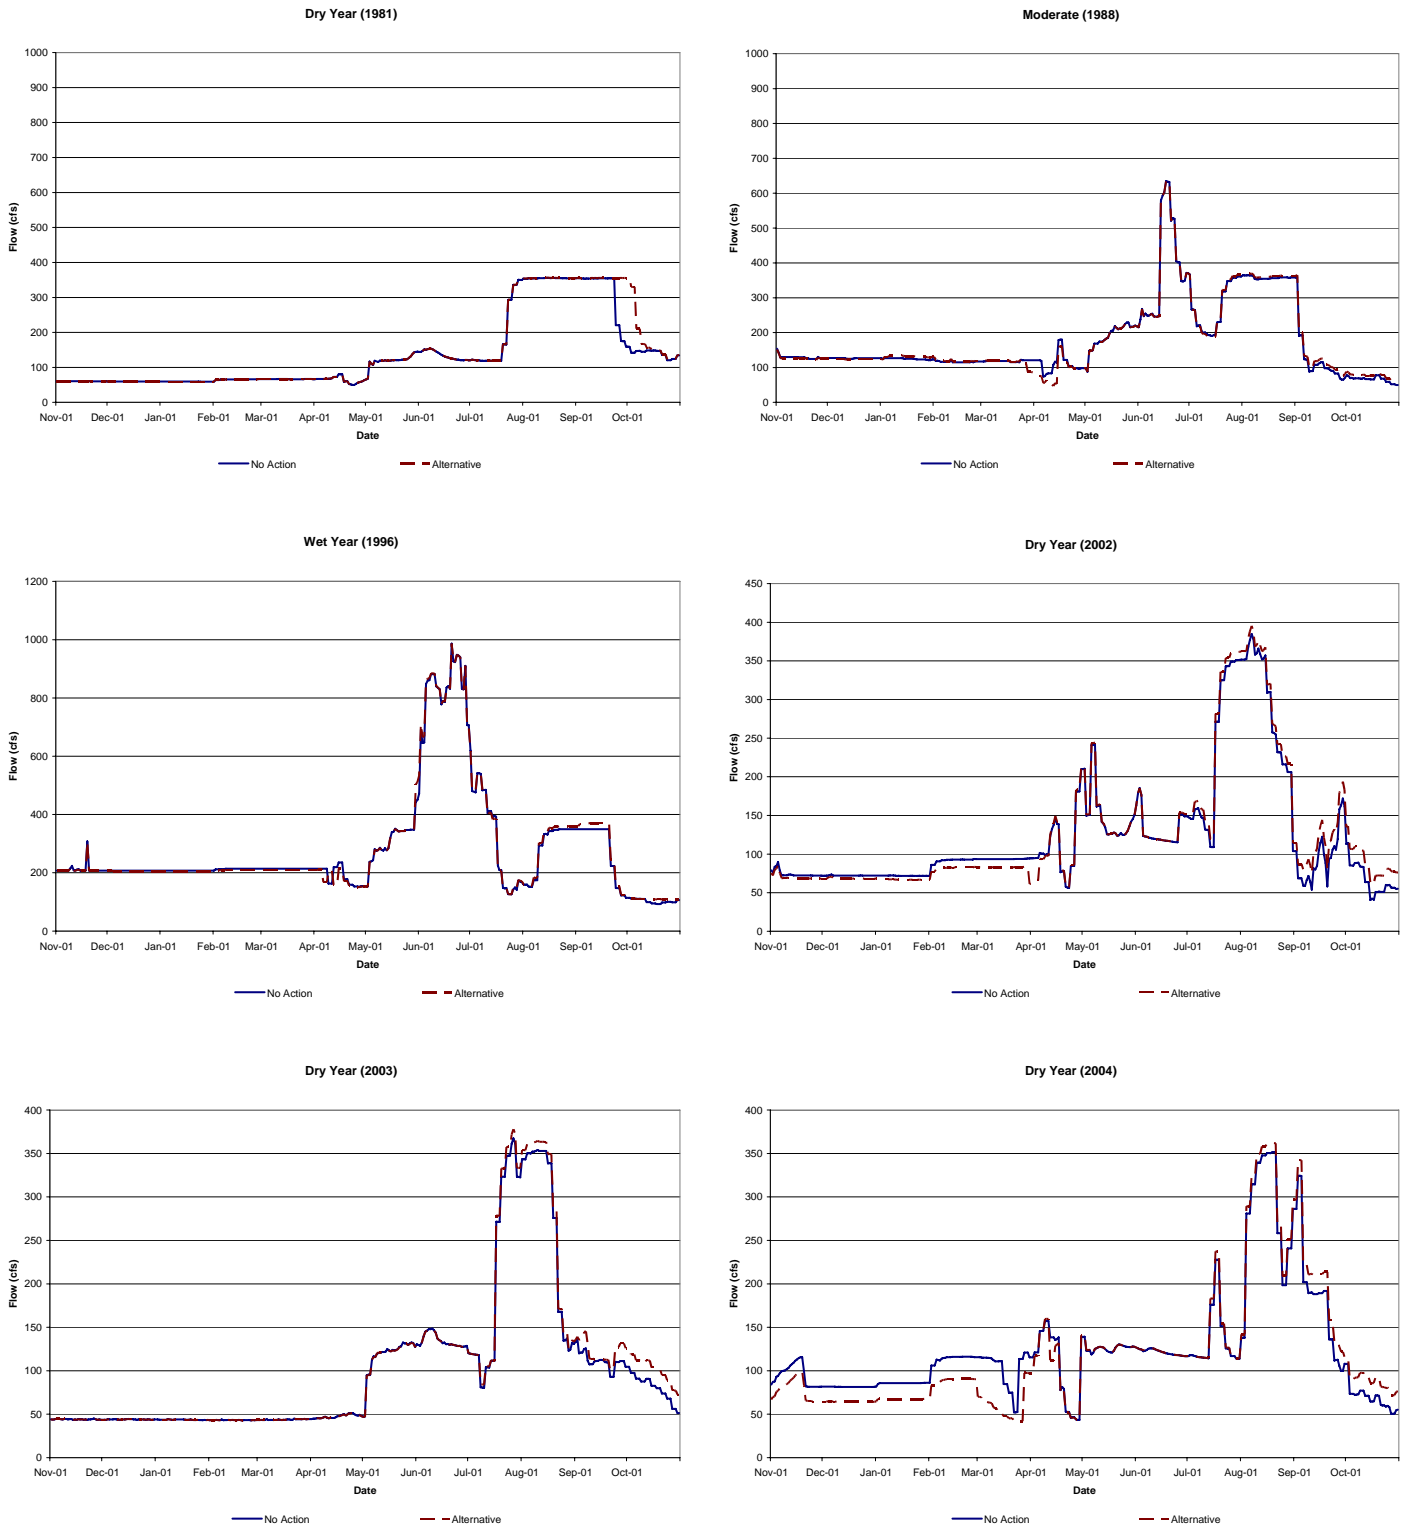 Dry Year (1981)
1000
900
800
700
600
500
400
300
200
100
0
Flow (cfs)
Nov-01 Dec-01 Jan-01 Feb-01 Mar-01 Apr-01 May-01 Jun-01 Jul-01 Aug-01 Sep-01 Oct-01
Date
No Action Alternative
Moderate (1988)
1000
900
800
700
600
500
400
300
200
100
0
Flow (cfs)
Nov-01 Dec-01 Jan-01 Feb-01 Mar-01 Apr-01 May-01 Jun-01 Jul-01 Aug-01 Sep-01 Oct-01
Date
No Action Alternative
Wet Year (1996)
1200
1000
800
600
400
200
0
Flow (cfs)
Nov-01 Dec-01 Jan-01 Feb-01 Mar-01 Apr-01 May-01 Jun-01 Jul-01 Aug-01 Sep-01 Oct-01
Date
No Action Alternative
Dry Year (2002)
450
400
350
300
250
200
150
100
50
0
Flow (cfs)
Nov-01 Dec-01 Jan-01 Feb-01 Mar-01 Apr-01 May-01 Jun-01 Jul-01 Aug-01 Sep-01 Oct-01
Date
No Action Alternative
Dry Year (2003)
400
350
300
250
200
150
100
50
0
Flow (cfs)
Nov-01 Dec-01 Jan-01 Feb-01 Mar-01 Apr-01 May-01 Jun-01 Jul-01 Aug-01 Sep-01 Oct-01
Date
No Action Alternative
Dry Year (2004)
400
350
300
250
200
150
100
50
0
Flow (cfs)
Nov-01 Dec-01 Jan-01 Feb-01 Mar-01 Apr-01 May-01 Jun-01 Jul-01 Aug-01 Sep-01 Oct-01
Date
No Action Alternative